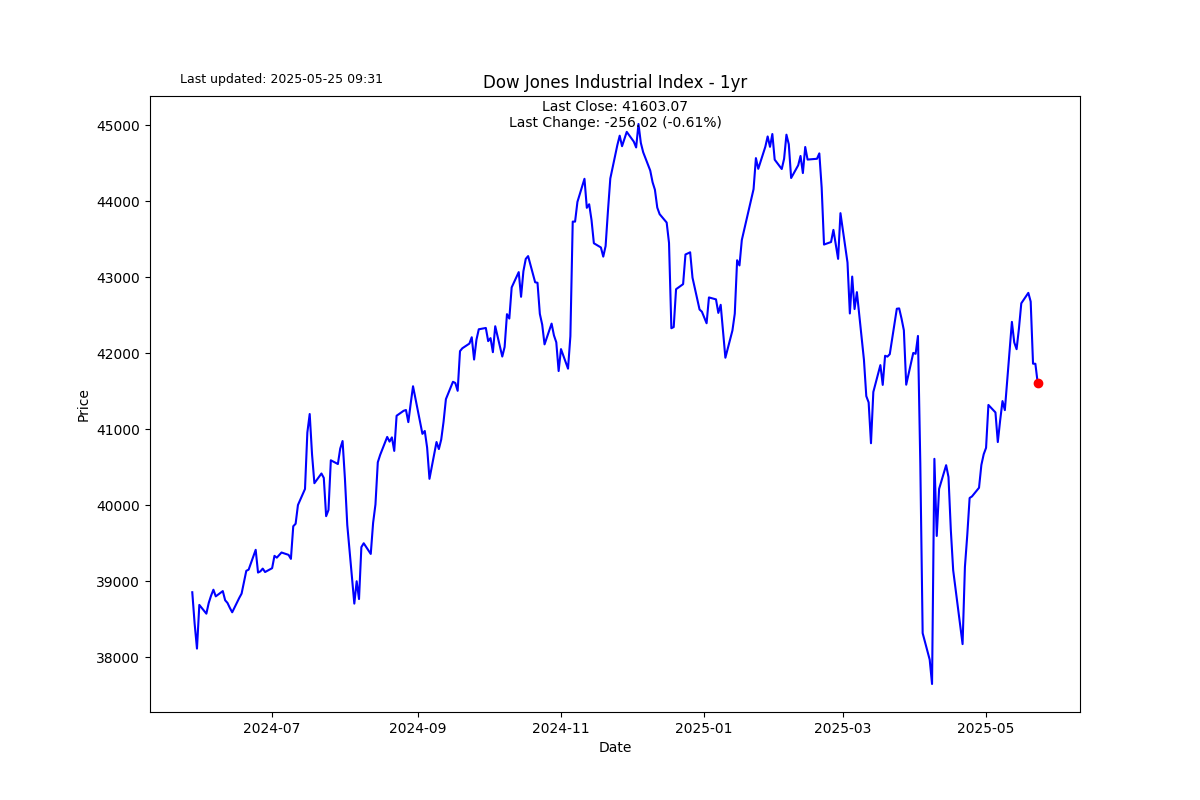 Last updated: 2025-05-25 09:31
Dow Jones Industrial Index - 1yr
Last Close: 41603.07
Last Change: -256.02 (-0.61%)
45000
44000
43000
42000
41000
40000
39000
38000
Price
2024-07
2024-09
2024-11
2025-01
2025-03
2025-05
Date